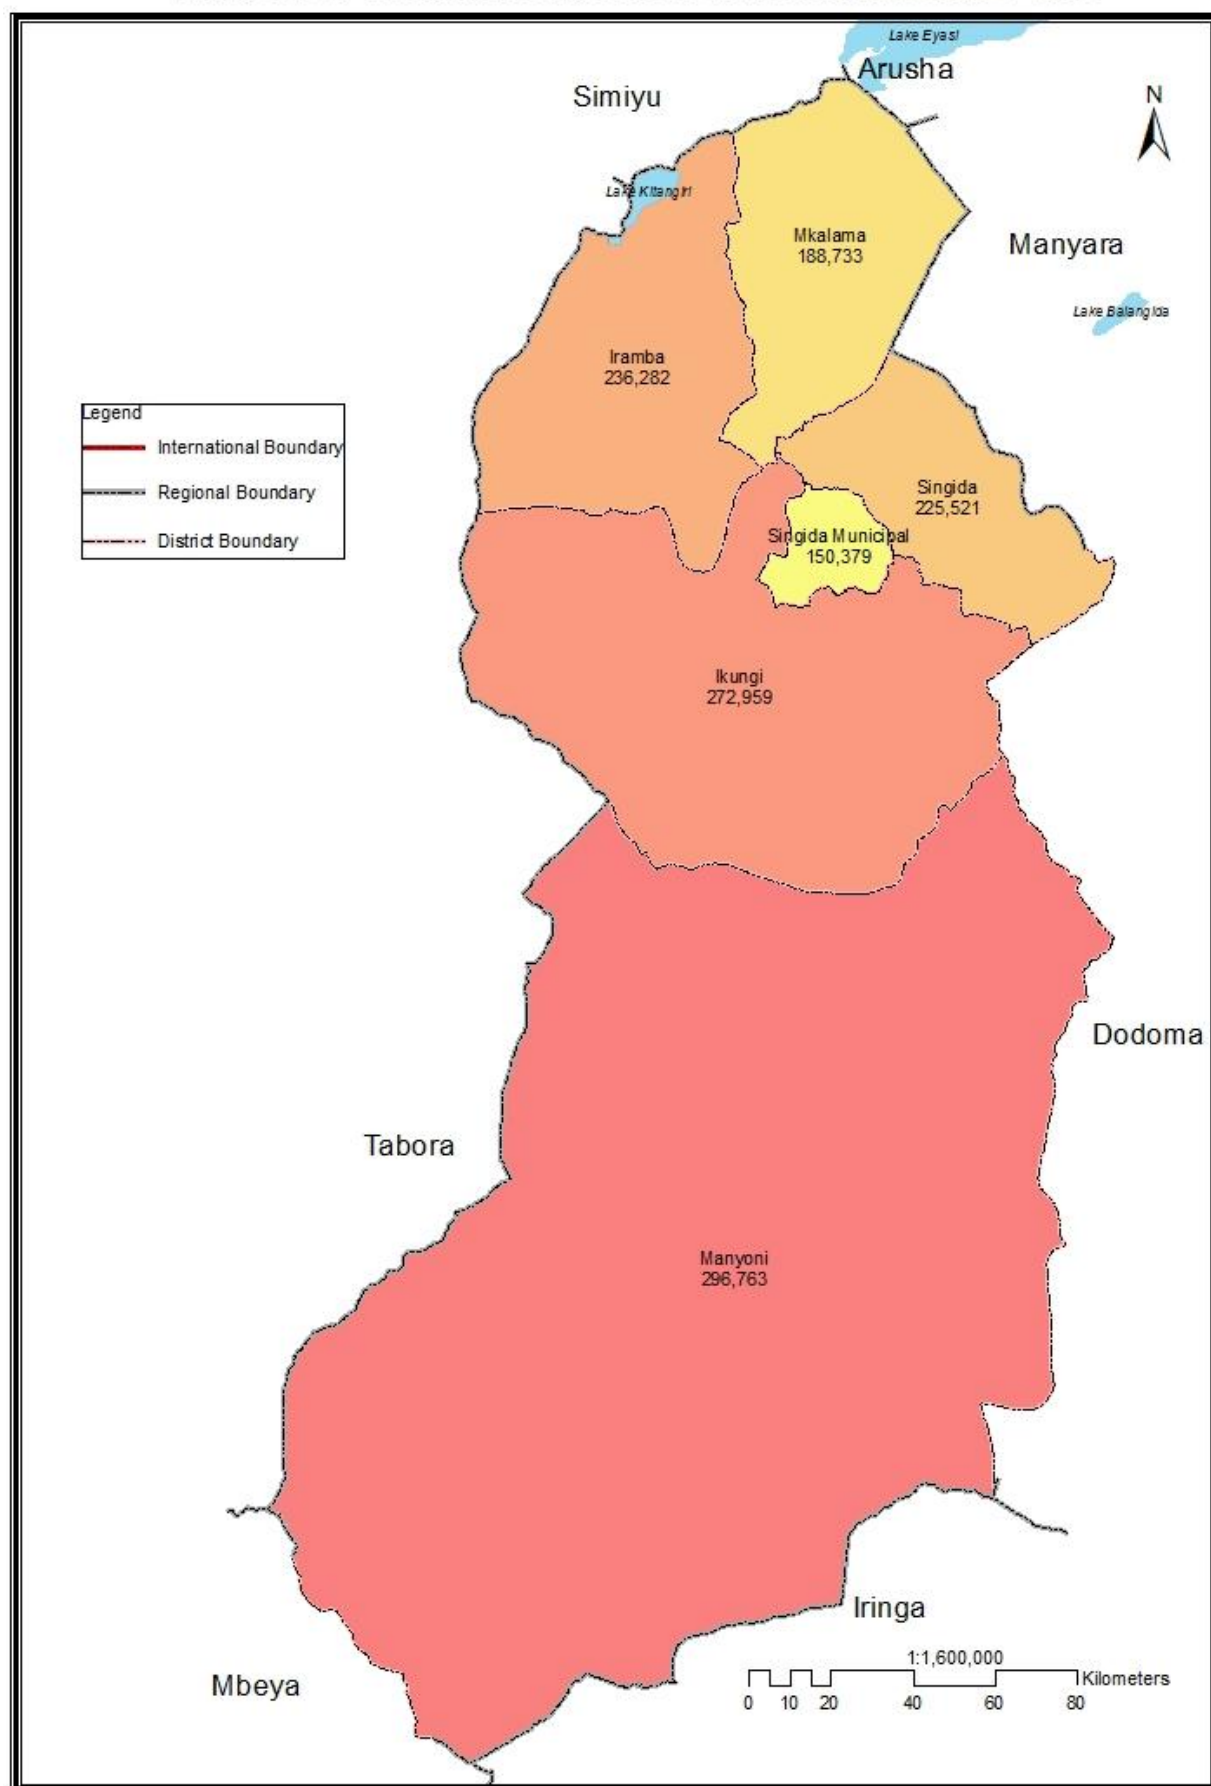 Lake Eyasi
Arusha
Simiyu
N
Lake Kitangiri
Mkalama
188,733
Manyara
Lake Balangida
Iramba
236,282
Legend
International Boundary
Regional Boundary
District Boundary
Singida
225,521
Singida Municipal
150,379
Ikungi
272,959
Dodoma
Tabora
Manyoni
296,763
Iringa
Mbeya
1:1,600,000
Kilometers
0 10 20 40 60 80